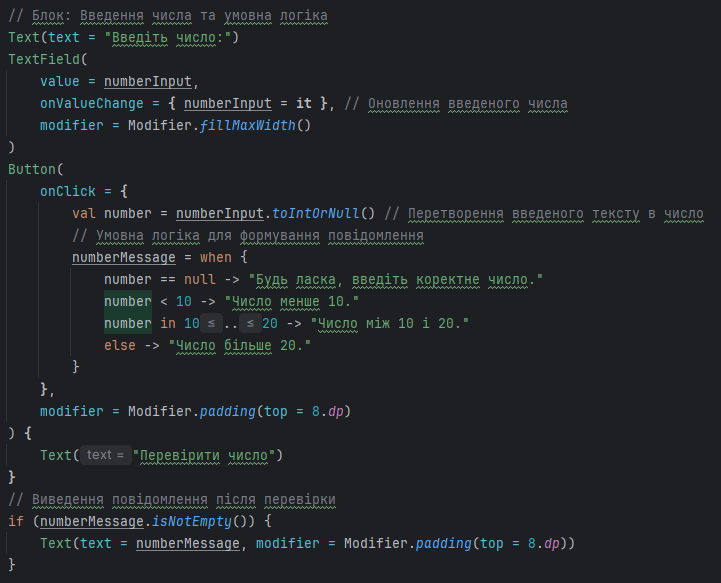 // Блок: Введення числа та умовна логіка
Text(text = "Введіть число:")
TextField(
    value = numberInput,
    onValueChange = { numberInput = it }, // Оновлення введеного числа
    modifier = Modifier.fillMaxWidth()
)
Button(
    onClick = {
        val number = numberInput.toIntOrNull() // Перетворення введеного тексту в число
        // Умовна логіка для формування повідомлення
        numberMessage = when {
            number == null -> "Будь ласка, введіть коректне число."
            number < 10 -> "Число менше 10."
            number in 10 ≤ .. ≤ 20 -> "Число між 10 і 20."
            else -> "Число більше 20."
        }
    },
    modifier = Modifier.padding(top = 8.dp)
) {
    Text( text = "Перевірити число")
}
// Виведення повідомлення після перевірки
if (numberMessage.isNotEmpty()) {
    Text(text = numberMessage, modifier = Modifier.padding(top = 8.dp))
}